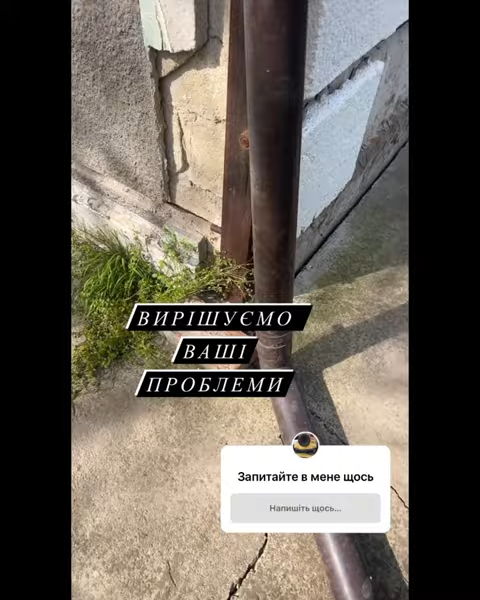 ВИРІШУЄМО
ВАШІ
ПРОБЛЕМИ
Запитайте в мене щось
Напишіть щось...